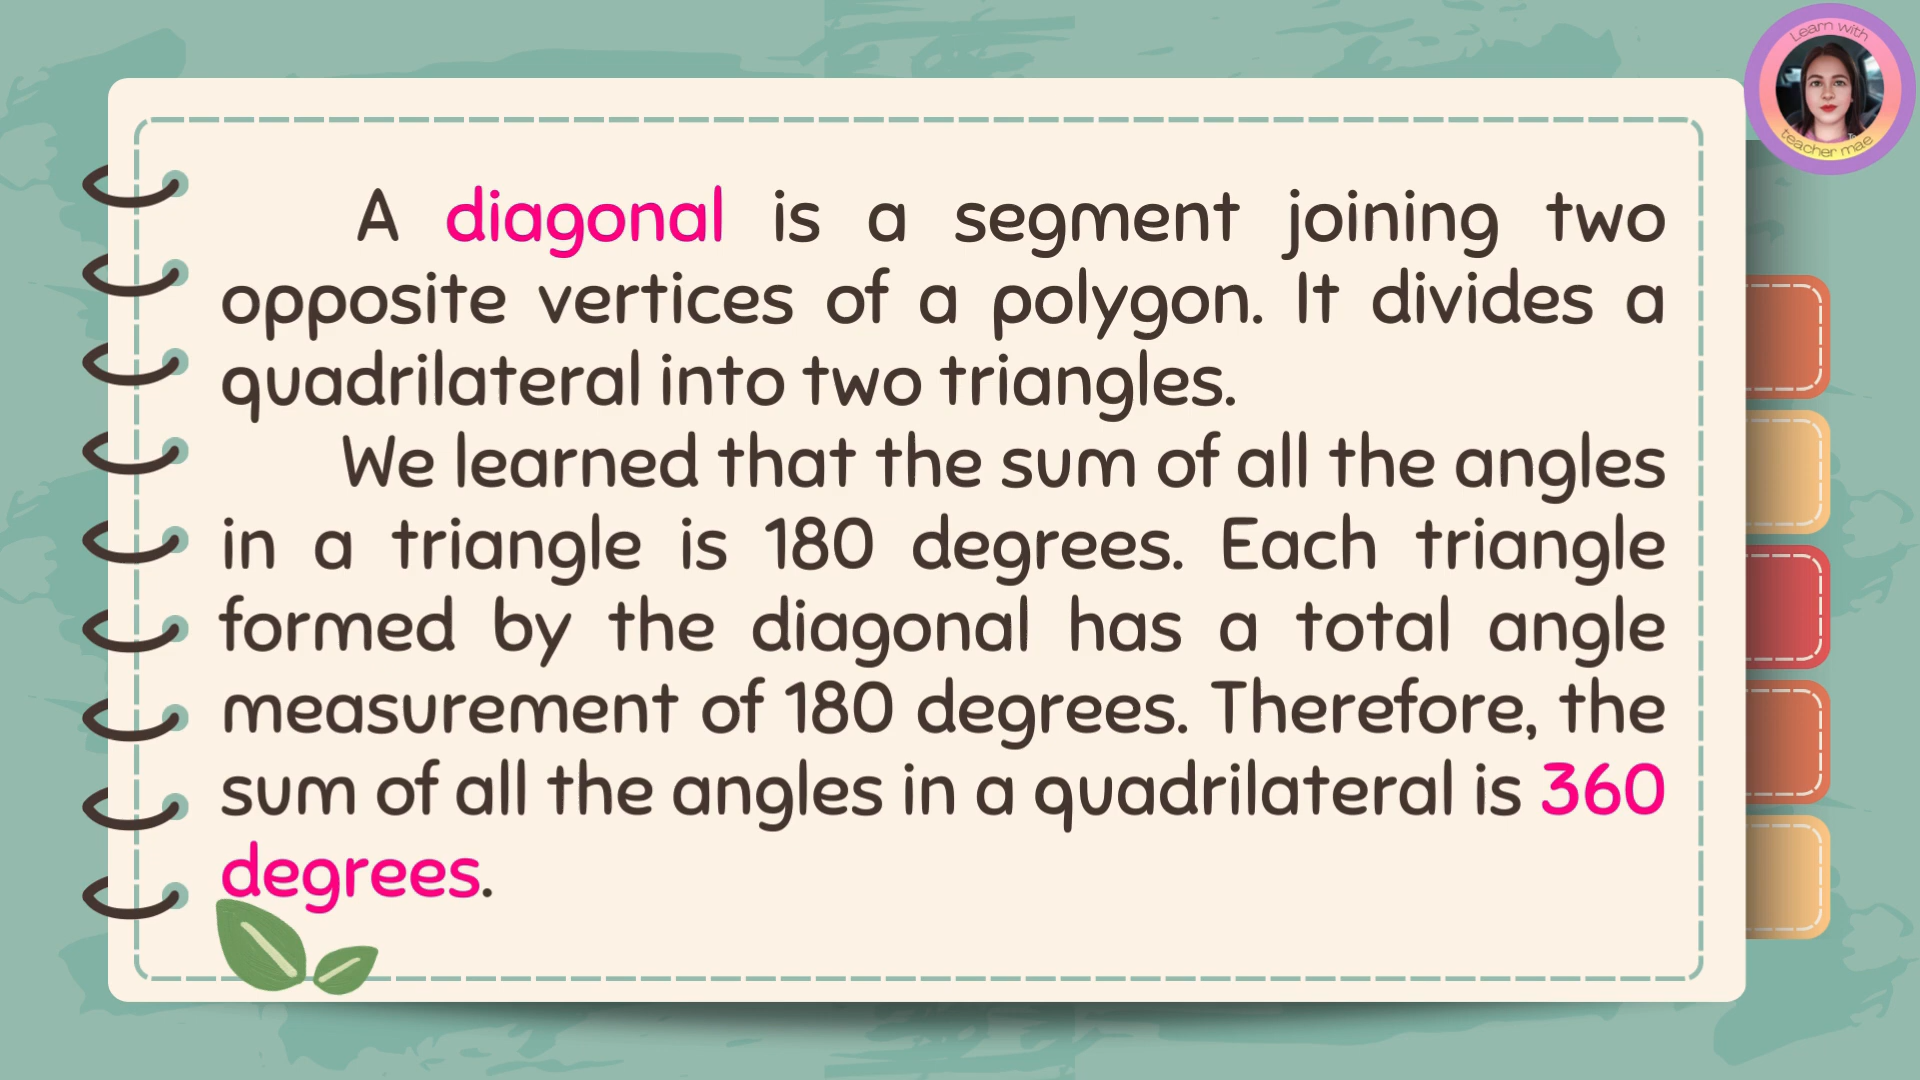 Learn with
teacher mae
A diagonal is a segment joining two
opposite vertices of a polygon. It divides a
quadrilateral into two triangles.
We learned that the sum of all the angles
in a triangle is 180 degrees. Each triangle
formed by the diagonal has a total angle
measurement of 180 degrees. Therefore, the
sum of all the angles in a quadrilateral is 360
degrees.